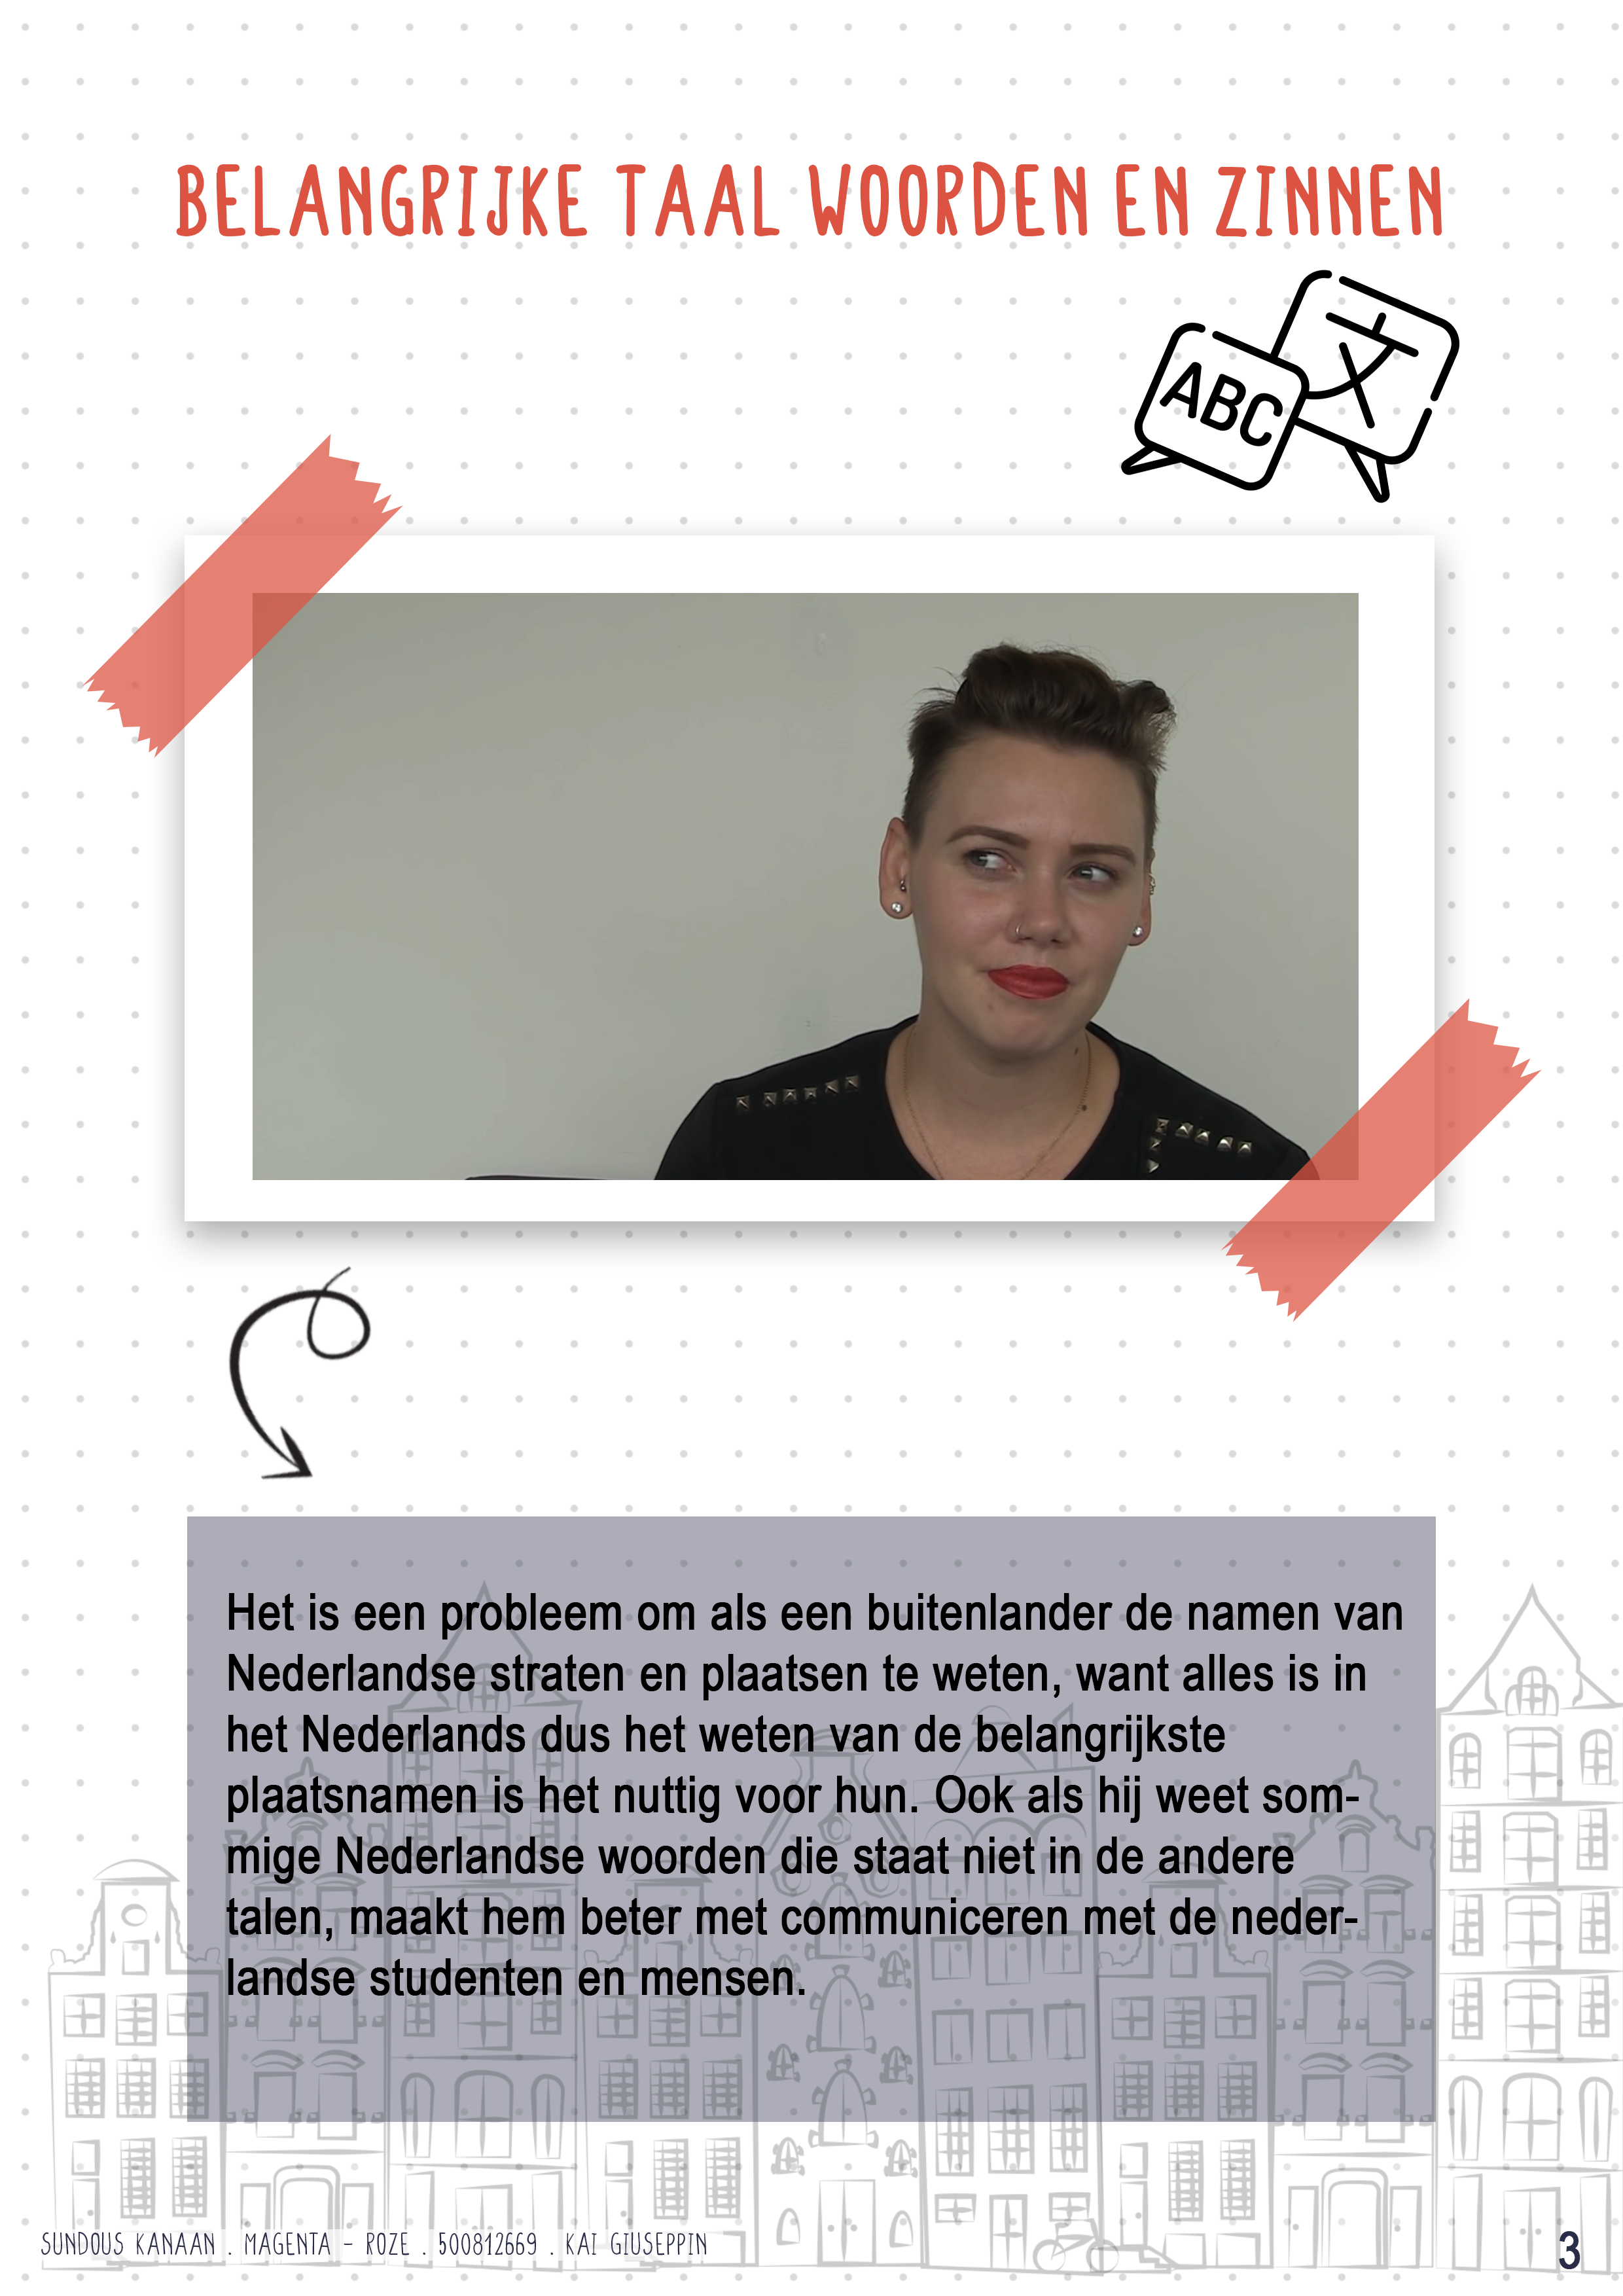 BELANGRIJKE TAAL WOORDEN EN ZINNEN
文
ABC
Het is een probleem om als een buitenlander de namen van
Nederlandse straten en plaatsen te weten, want alles is in
het Nederlands dus het weten van de belangrijkste
plaatsnamen is het nuttig voor hun. Ook als hij weet som-
mige Nederlandse woorden die staat niet in de andere
talen, maakt hem beter met communiceren met de neder-
landse studenten en mensen.
SUNDOUS KANAAN . MAGENTA - ROZE . 500812669 . KAI GIUSEPPIN
3